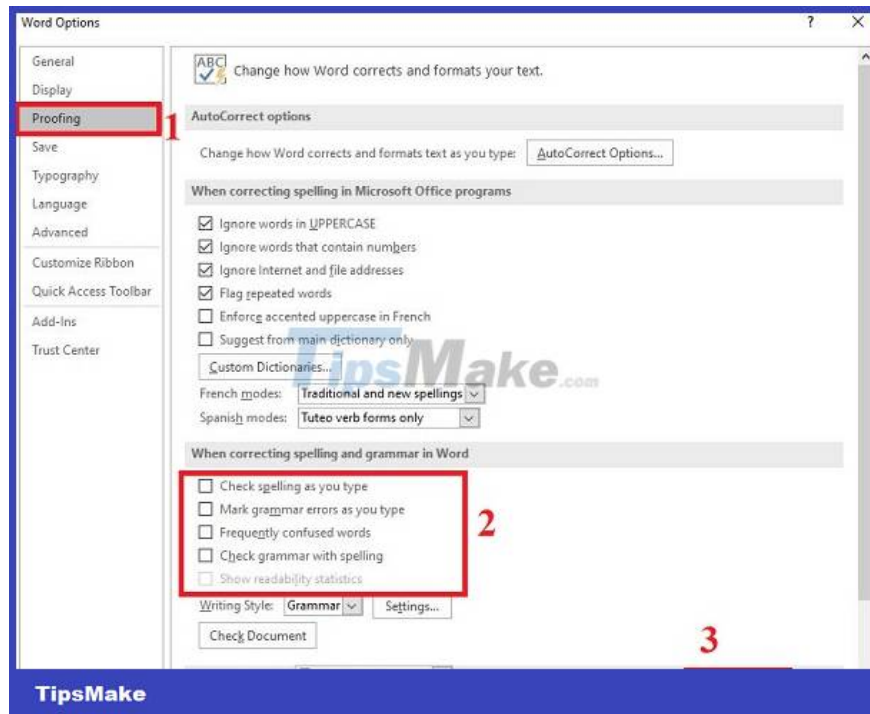 Word Options
?
General
Display
Proofing
1
Save
Typography
Language
Advanced
Customize Ribbon
Quick Access Toolbar
Add-Ins
Trust Center
ABC
Change how Word corrects and formats your text.
AutoCorrect options
Change how Word corrects and formats text as you type:
AutoCorrect Options...
When correcting spelling in Microsoft Office programs
Ignore words in UPPERCASE
Ignore words that contain numbers
Ignore Internet and file addresses
Flag repeated words
Enforce accented uppercase in French
Suggest from main dictionary only
Custom Dictionaries...
TipsMake.com
French modes: Traditional and new spellings
Spanish modes: Tuteo verb forms only
When correcting spelling and grammar in Word
Check spelling as you type
Mark grammar errors as you type
Frequently confused words
Check grammar with spelling
Show readability statistics
2
Writing Style: Grammar Settings...
Check Document
3
TipsMake